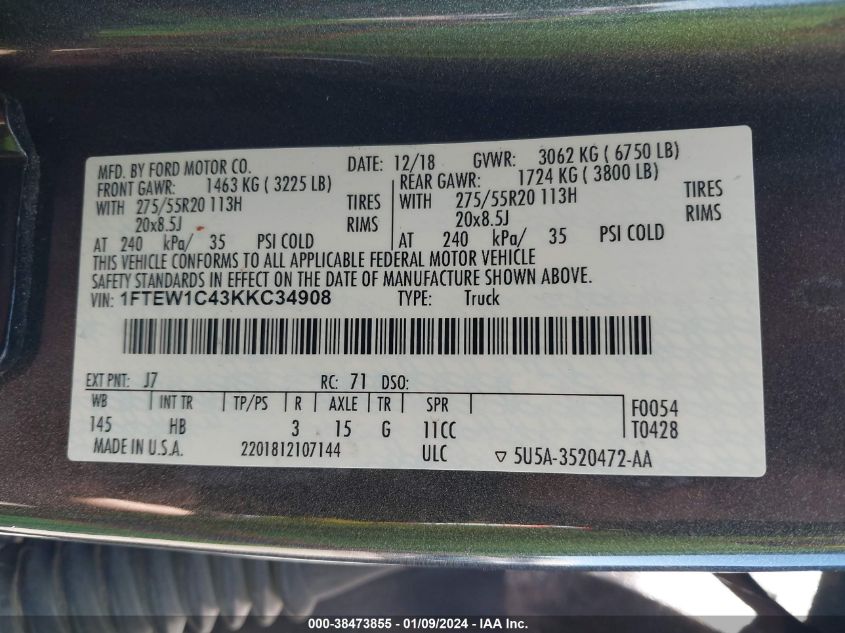 MFD. BY FORD MOTOR CO. DATE: 12/18 GVWR: 3062 KG ( 6750 LB)
FRONT GAWR: 1463 KG ( 3225 LB) REAR GAWR: 1724 KG ( 3800 LB)
WITH 275/55R20 113H TIRES WITH 275/55R20 113H TIRES
20x8.5J RIMS 20x8.5J RIMS
AT 240 kPa/ 35 PSI COLD AT 240 kPa/ 35 PSI COLD
THIS VEHICLE CONFORMS TO ALL APPLICABLE FEDERAL MOTOR VEHICLE
SAFETY STANDARDS IN EFFECT ON THE DATE OF MANUFACTURE SHOWN ABOVE.
VIN: 1FTEW1C43KKC34908 TYPE: Truck
EXT PNT: J7 RC: 71 DSO:
WB INT TR TP/PS R AXLE TR SPR F0054
145 HB 3 15 G 11CC T0428
MADE IN U.S.A. 2201812107144 ULC ▽ 5U5A-3520472-AA
000-38473855 - 01/09/2024 - IAA Inc.